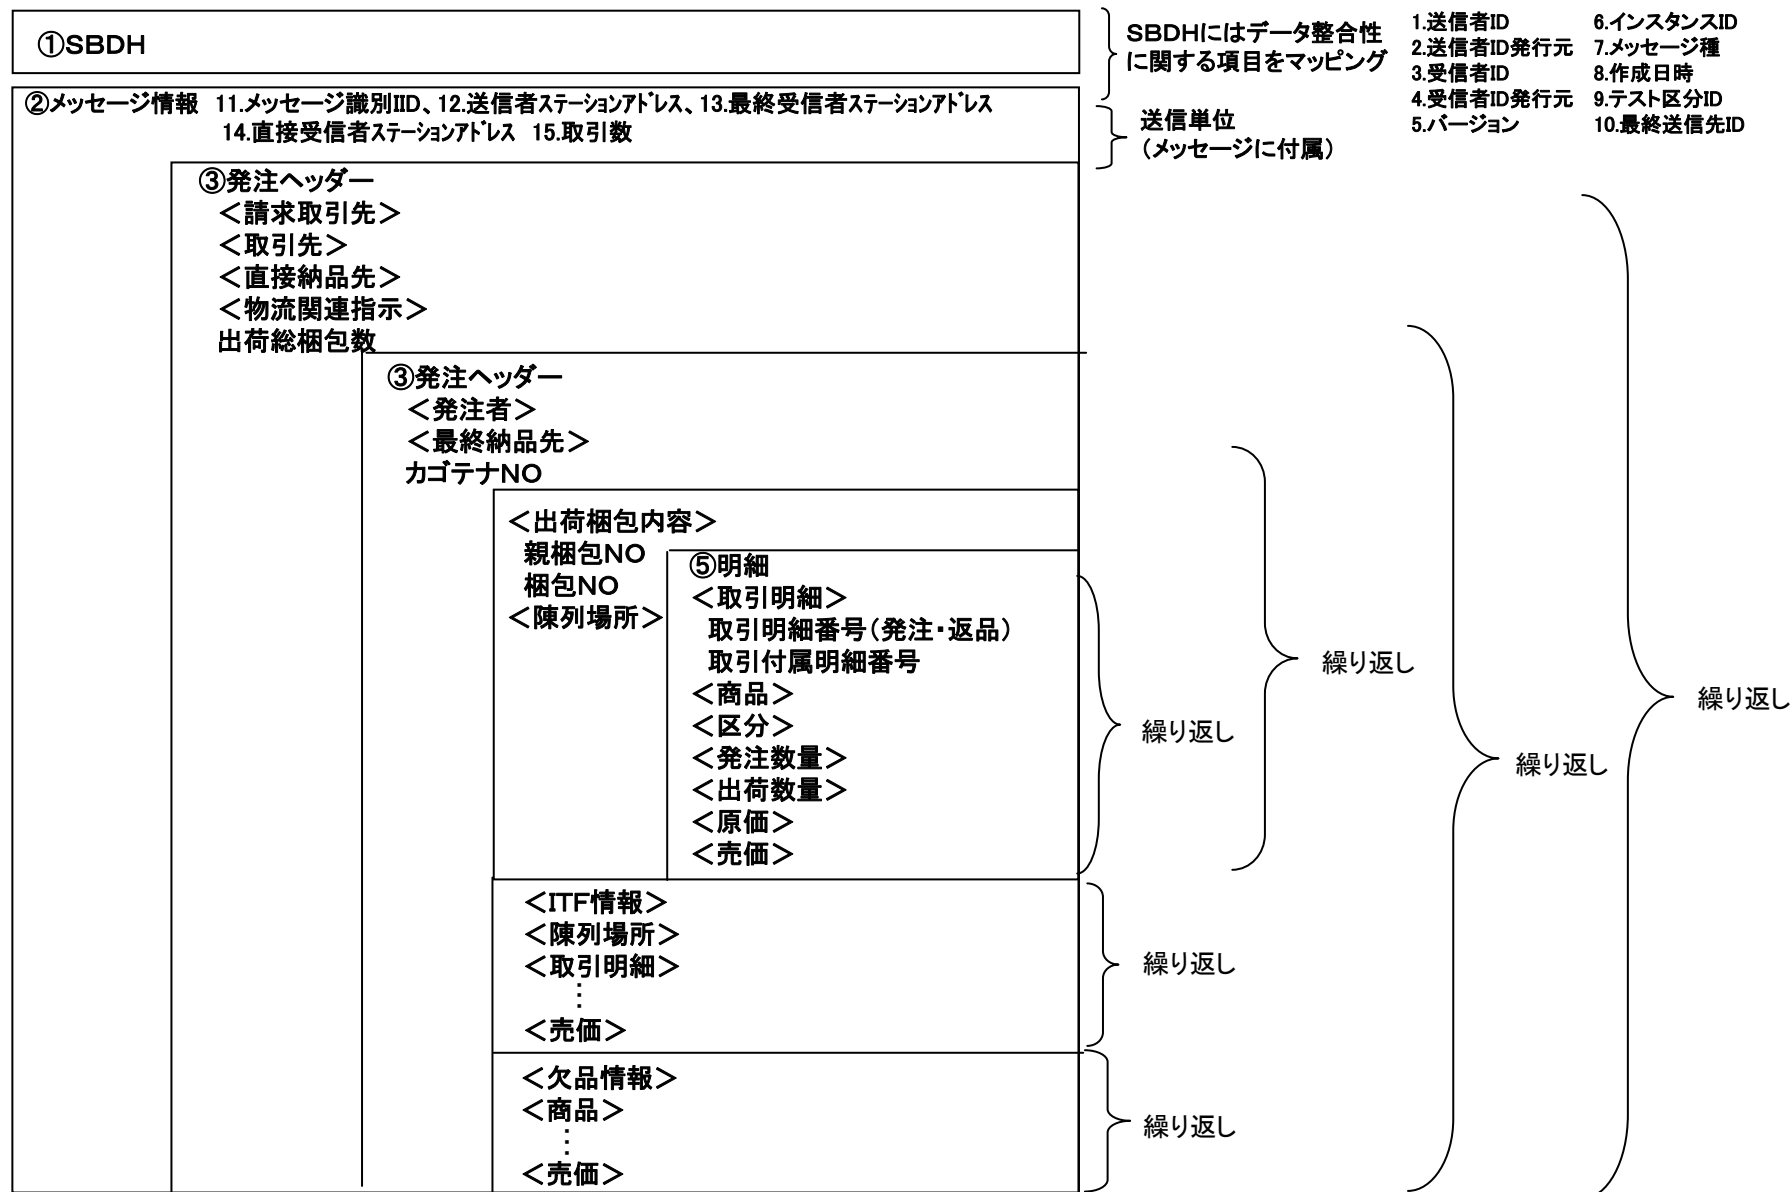 ①SBDH
SBDHにはデータ整合性
に関する項目をマッピング
1.送信者ID
2.送信者ID発行元
3.受信者ID
4.受信者ID発行元
5.バージョン
6.インスタンスID
7.メッセージ種
8.作成日時
9.テスト区分ID
10.最終送信先ID
②メッセージ情報 11.メッセージ識別IID、12.送信者ステーションアドレス、13.最終受信者ステーションアドレス
14.直接受信者ステーションアドレス 15.取引数
送信単位
(メッセージに付属)
③発注ヘッダー
<請求取引先>
<取引先>
<直接納品先>
<物流関連指示>
出荷総梱包数
③発注ヘッダー
<発注者>
<最終納品先>
カゴテナNO
<出荷梱包内容>
親梱包NO
梱包NO
<陳列場所>
⑤明細
<取引明細>
取引明細番号(発注・返品)
取引付属明細番号
<商品>
<区分>
<発注数量>
<出荷数量>
<原価>
<売価>
繰り返し
繰り返し
繰り返し
繰り返し
<ITF情報>
<陳列場所>
<取引明細>
⋮
<売価>
繰り返し
<欠品情報>
<商品>
⋮
<売価>
繰り返し